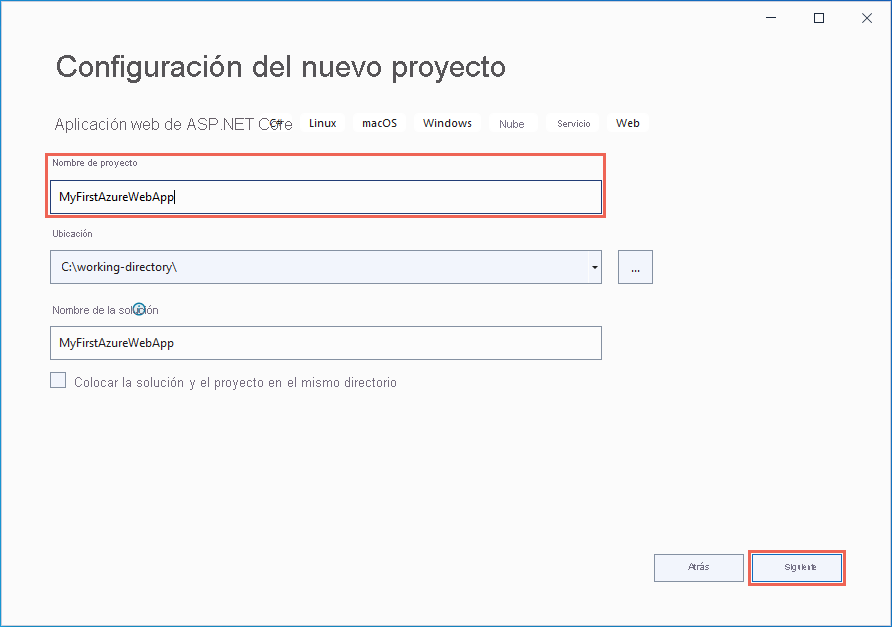 Configuración del nuevo proyecto
Aplicación web de ASP.NET Core C# Linux macOS Windows Nube Servicio Web
Nombre de proyecto
MyFirstAzureWebApp
Ubicación
C:\working-directory\
...
Nombre de la solución
MyFirstAzureWebApp
Colocar la solución y el proyecto en el mismo directorio
Atrás Siguiente